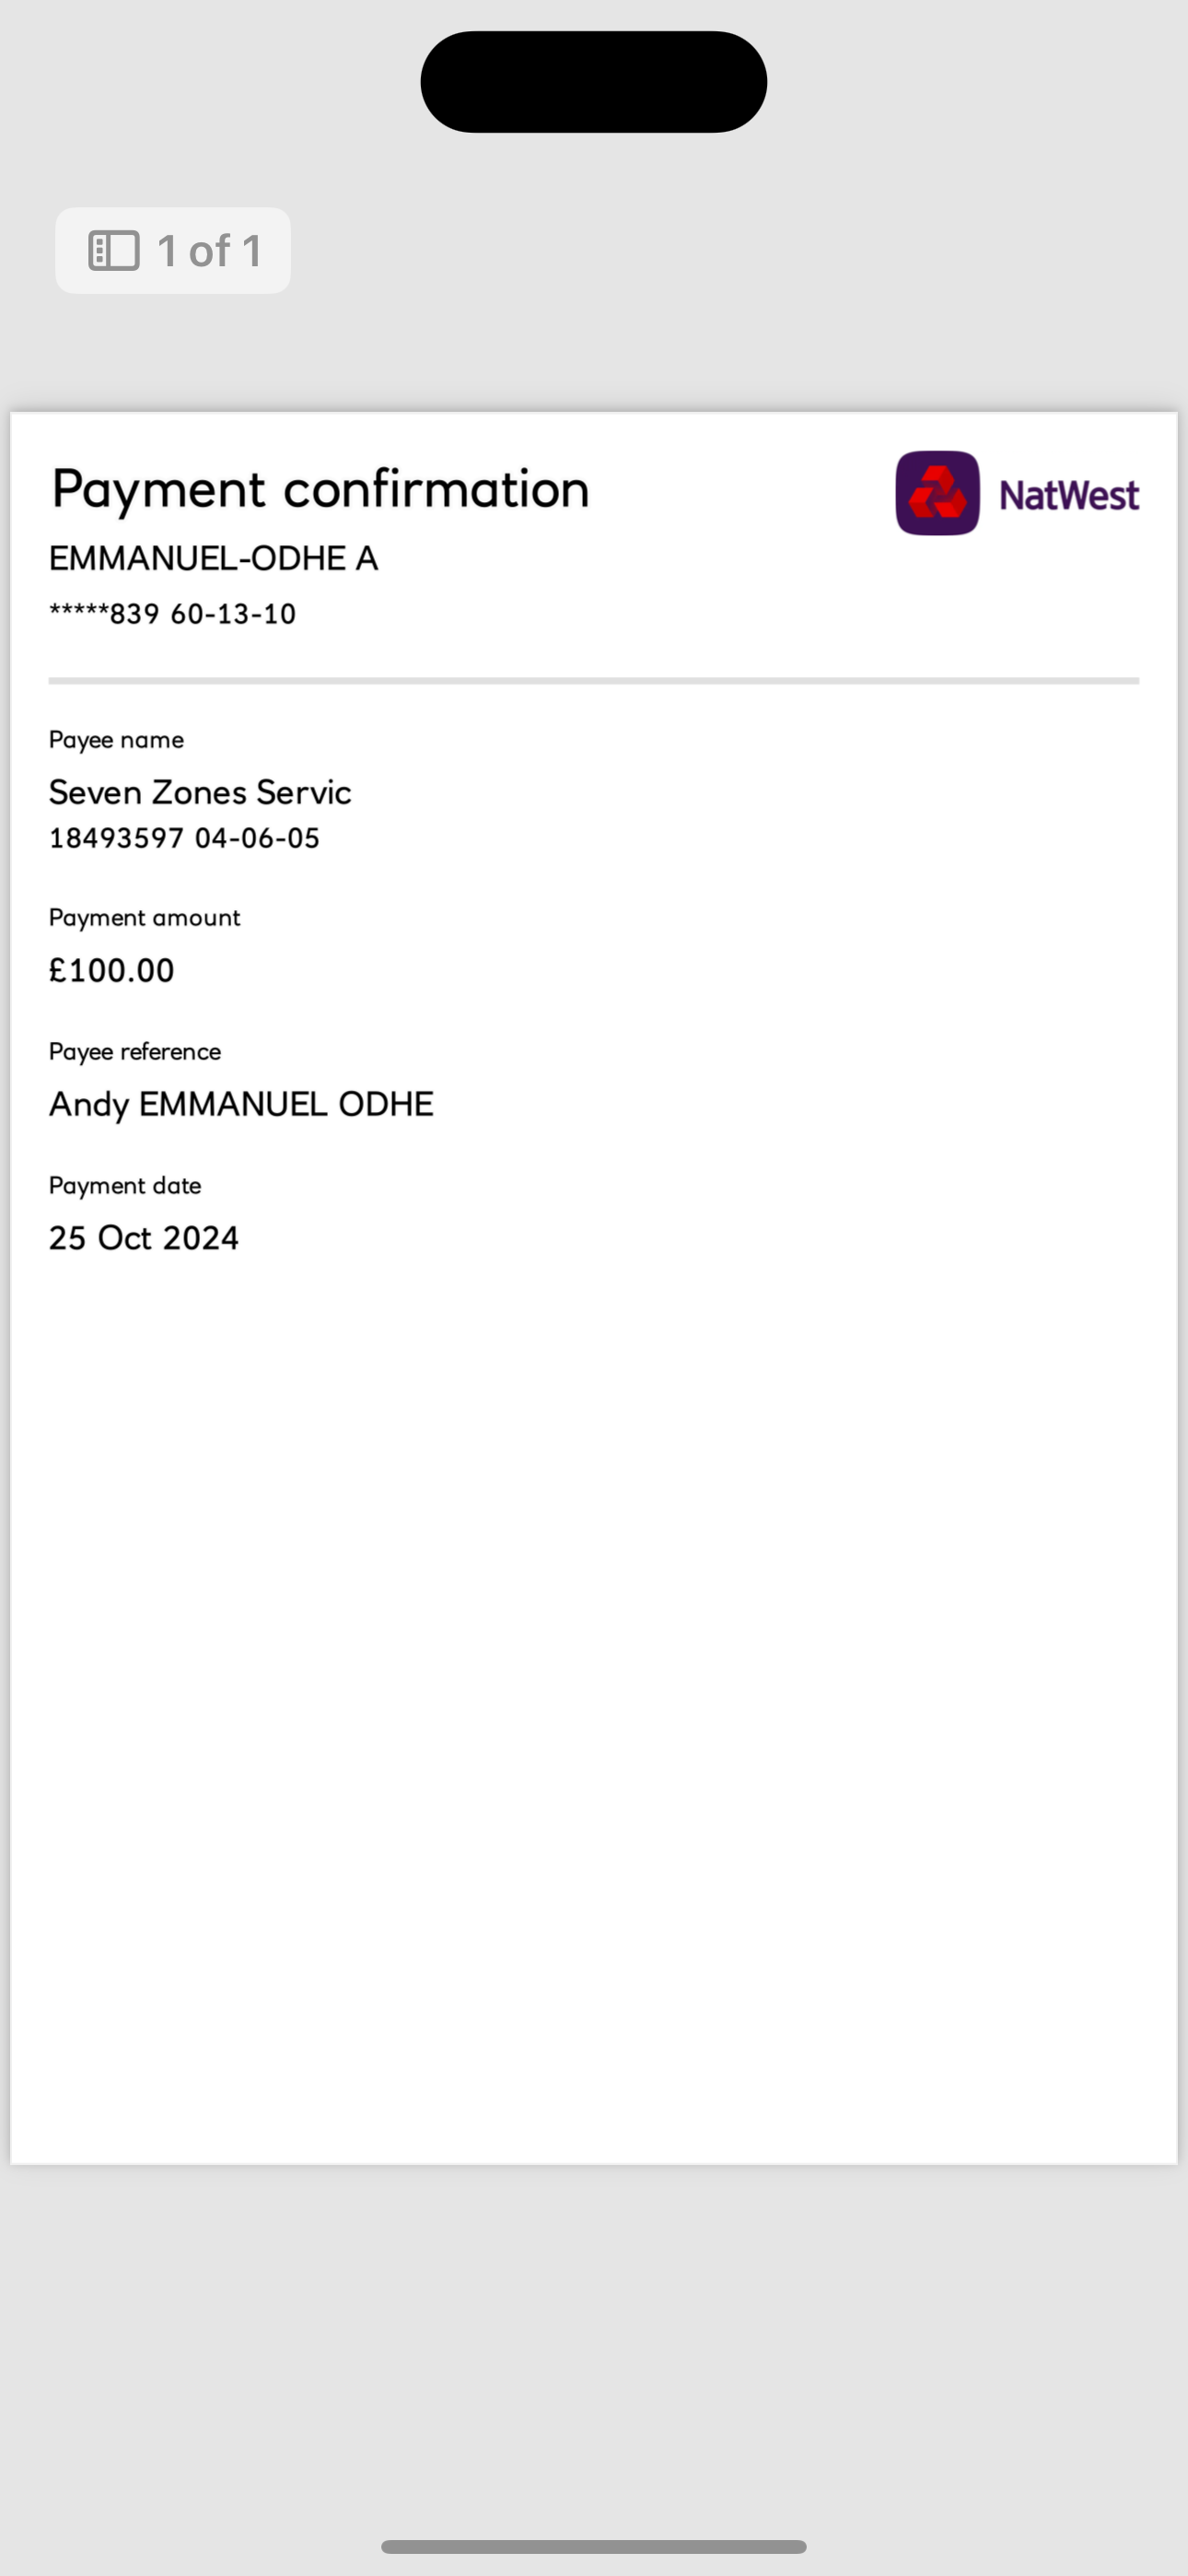 1 of 1
Payment confirmation
NatWest
EMMANUEL-ODHE A
*****839 60-13-10
Payee name
Seven Zones Servic
18493597 04-06-05
Payment amount
£100.00
Payee reference
Andy EMMANUEL ODHE
Payment date
25 Oct 2024